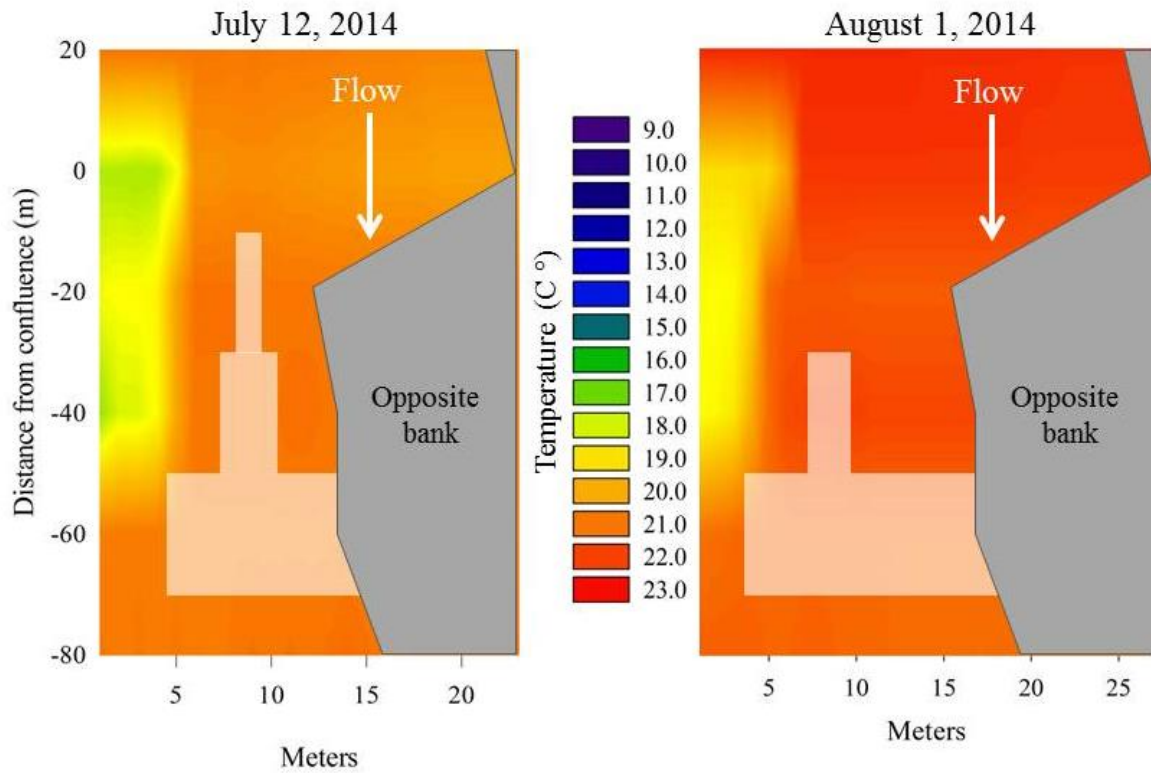 July 12, 2014
August 1, 2014
Distance from confluence (m)
20
0
-20
-40
-60
-80
Flow
Opposite
bank
5
10
15
20
Meters
Temperature (C °)
9.0
10.0
11.0
12.0
13.0
14.0
15.0
16.0
17.0
18.0
19.0
20.0
21.0
22.0
23.0
Flow
Opposite
bank
5
10
15
20
25
Meters